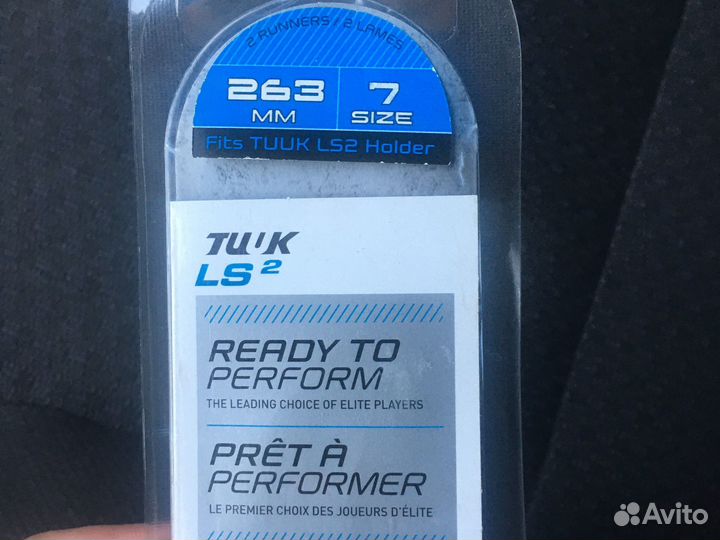 2 RUNNERS / 2 LAMES
263 7
MM SIZE
Fits TUUK LS2 Holder
TUUK
LS2
READY TO
PERFORM
THE LEADING CHOICE OF ELITE PLAYERS
PRÊT À
PERFORMER
LE PREMIER CHOIX DES JOUEURS D'ÉLITE
Avito